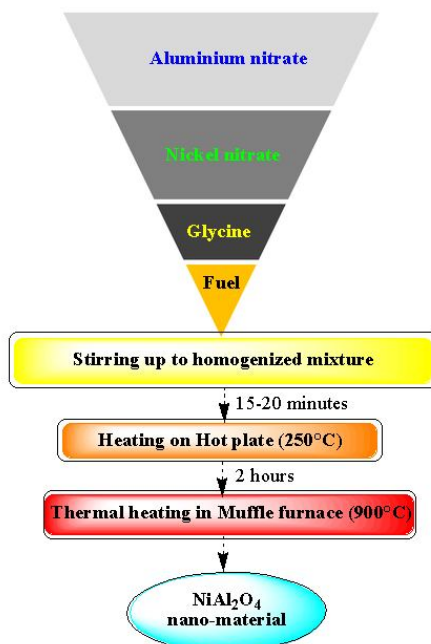 Aluminium nitrate
Nickel nitrate
Glycine
Fuel
Stirring up to homogenized mixture
15-20 minutes
Heating on Hot plate (250°C)
2 hours
Thermal heating in Muffle furnace (900°C)
NiAl₂O₄
nano-material